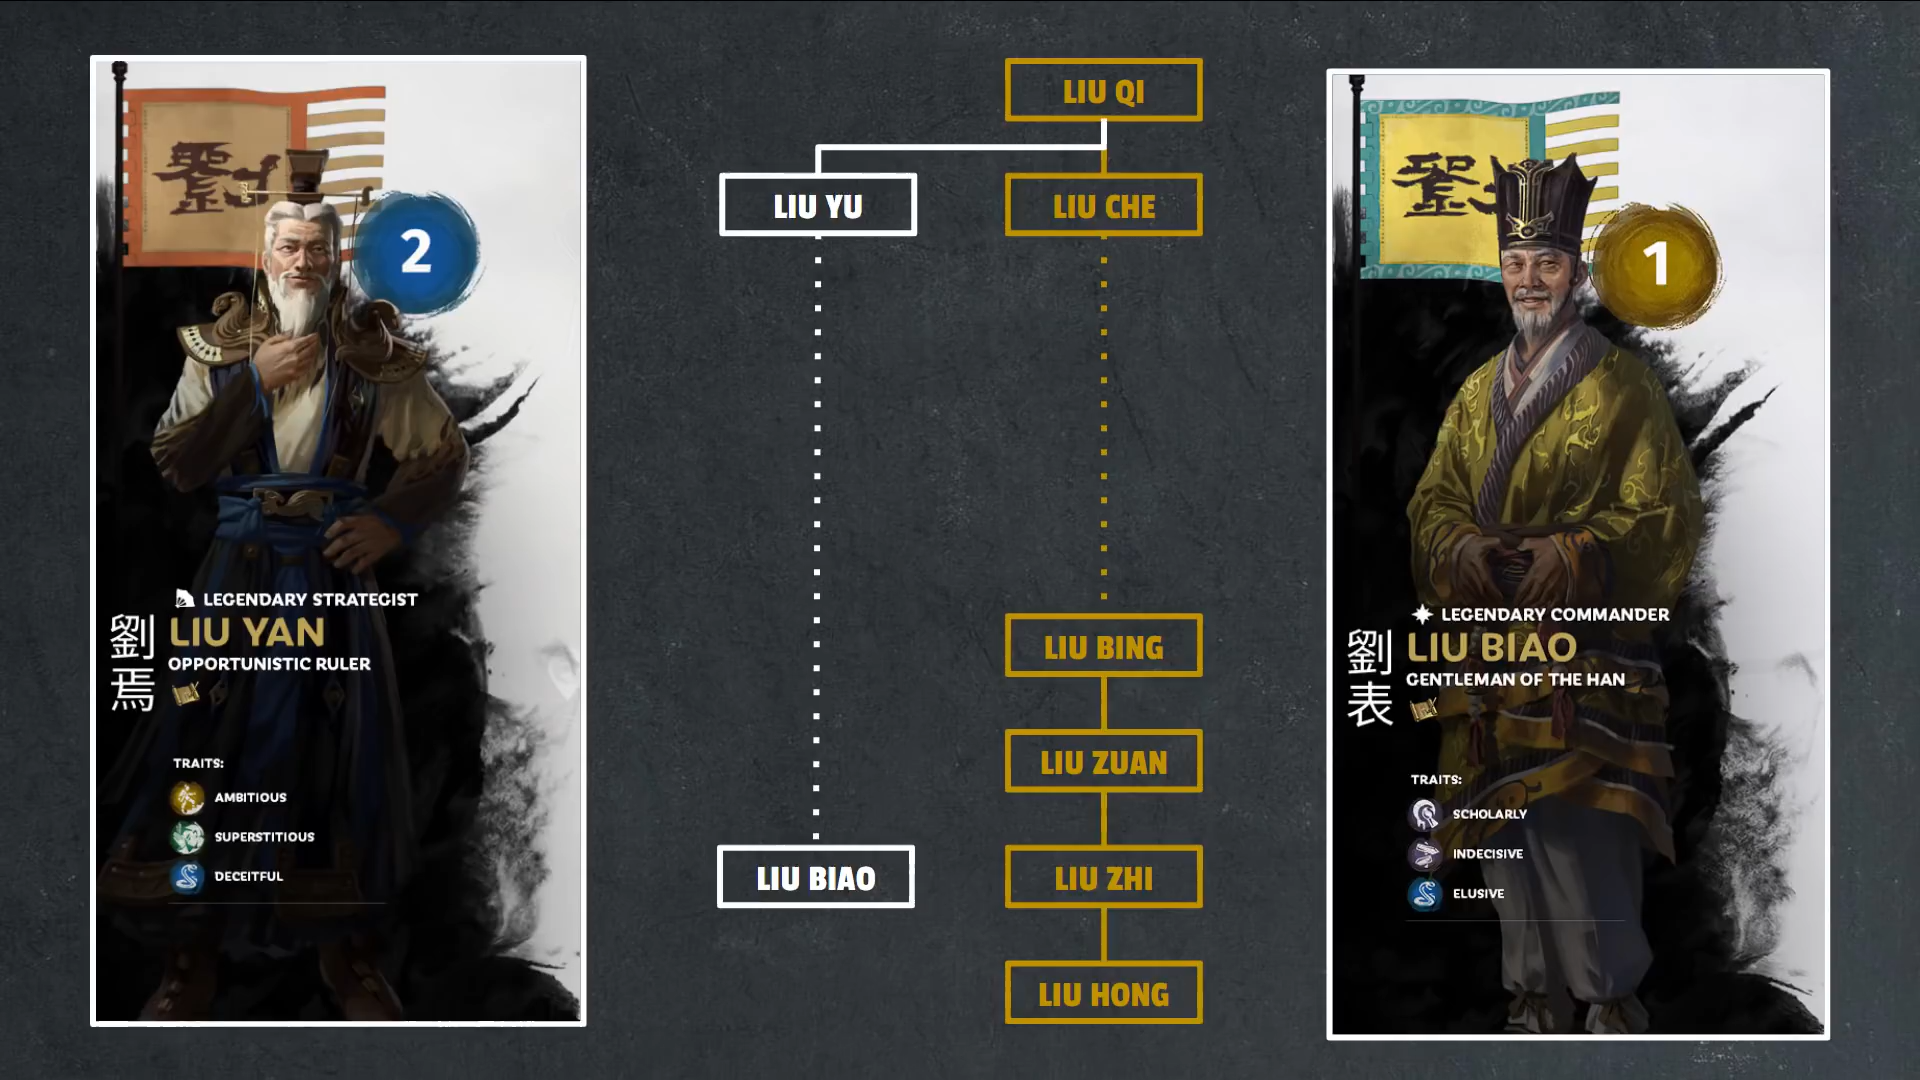 劉
2
LEGENDARY STRATEGIST
劉焉
LIU YAN
OPPORTUNISTIC RULER
TRAITS:
AMBITIOUS
SUPERSTITIOUS
DECEITFUL
LIU QI
LIU YU
LIU CHE
LIU BING
LIU ZUAN
LIU BIAO
LIU ZHI
LIU HONG
劉
1
LEGENDARY COMMANDER
劉表
LIU BIAO
GENTLEMAN OF THE HAN
TRAITS:
SCHOLARLY
INDECISIVE
ELUSIVE